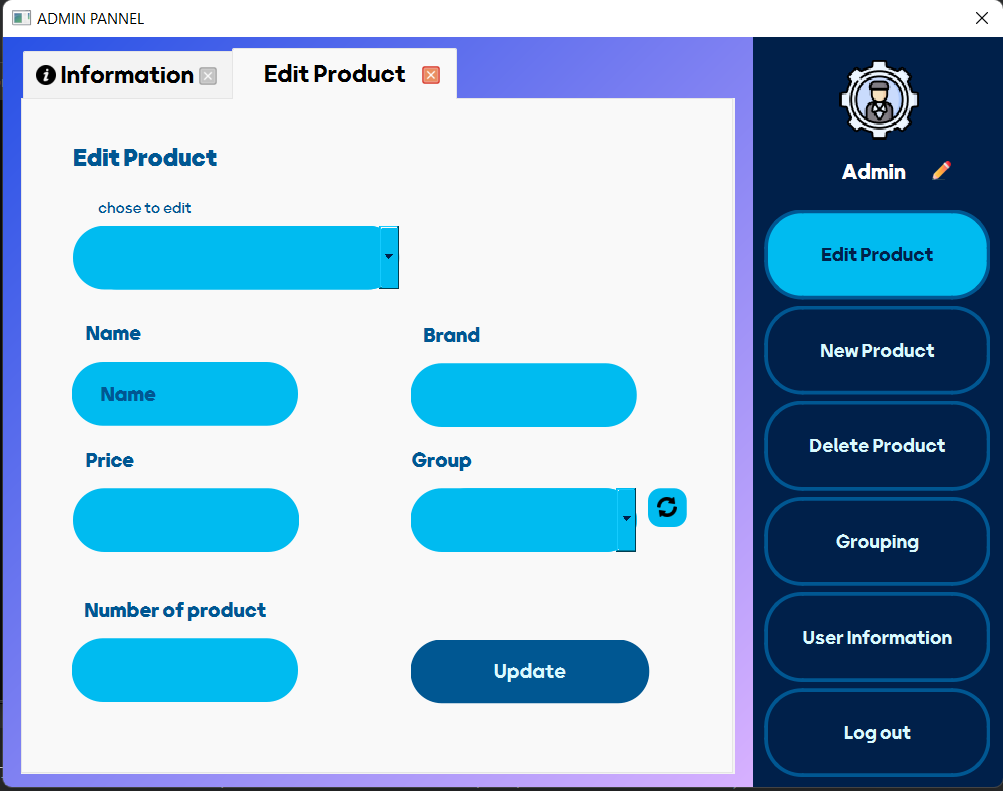 ADMIN PANNEL
Information
Edit Product
Edit Product
chose to edit
Name
Brand
Name
Price
Group
Number of product
Update
Admin
Edit Product
New Product
Delete Product
Grouping
User Information
Log out